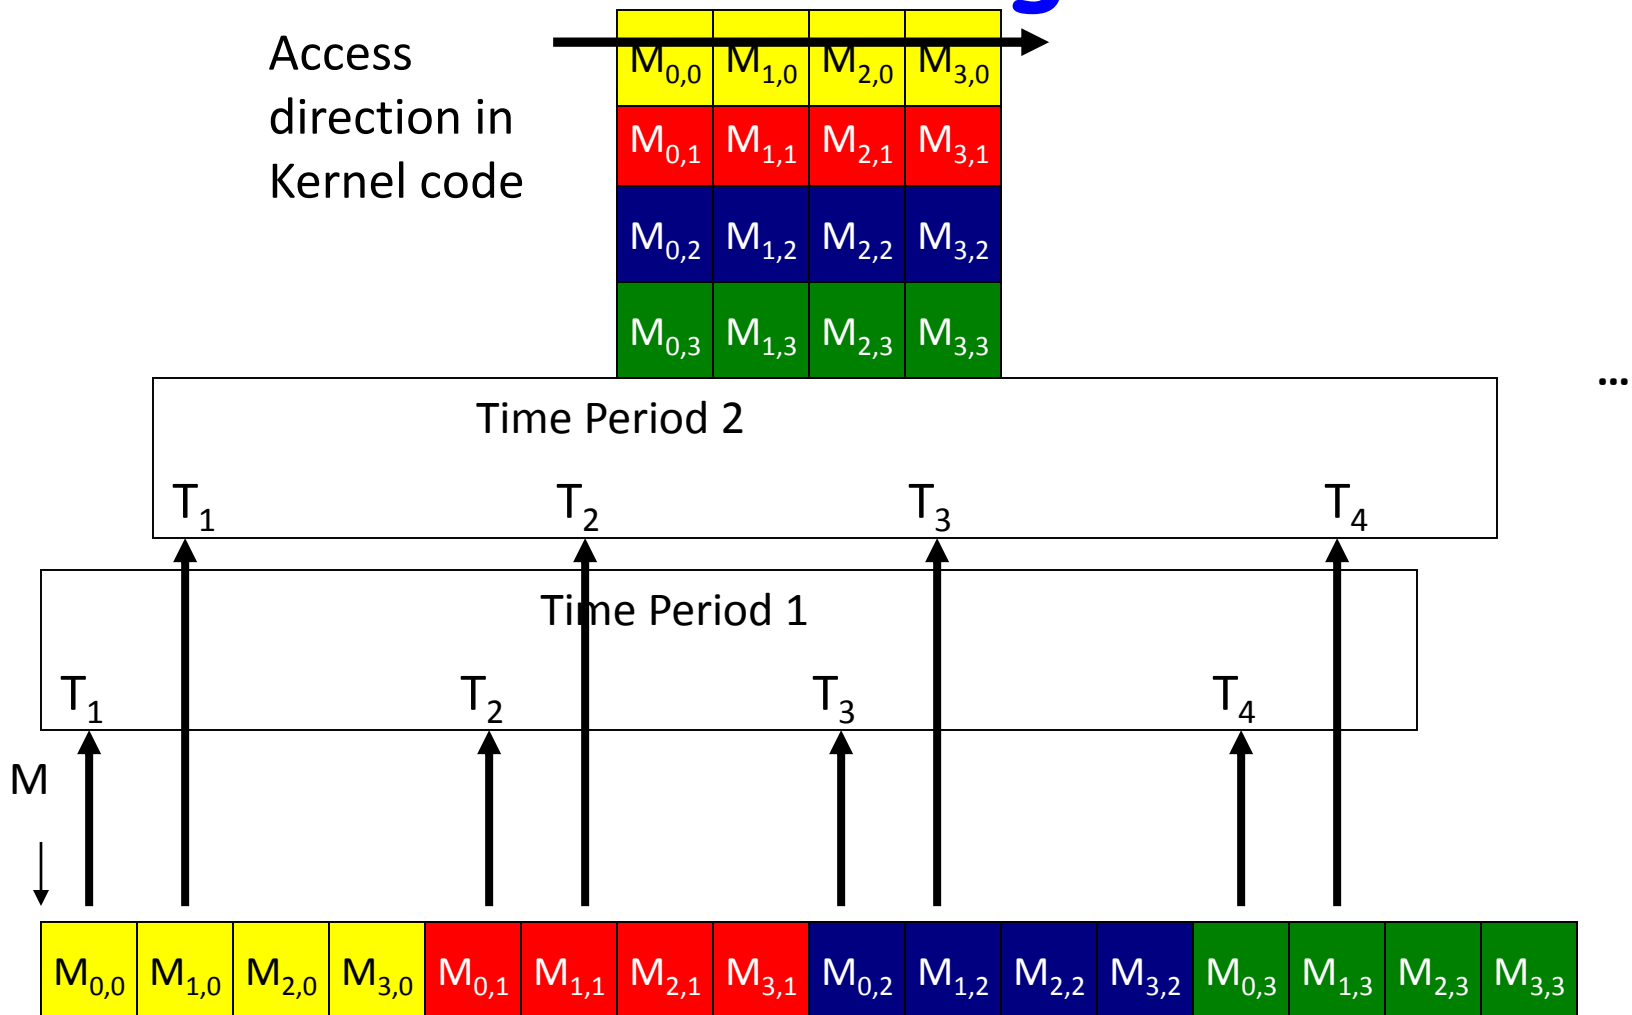 Access
direction in
Kernel code
M0,0 M1,0 M2,0 M3,0
M0,1 M1,1 M2,1 M3,1
M0,2 M1,2 M2,2 M3,2
M0,3 M1,3 M2,3 M3,3
...
Time Period 2
T1 T2 T3 T4
Time Period 1
T1 T2 T3 T4
M
M0,0 M1,0 M2,0 M3,0 M0,1 M1,1 M2,1 M3,1 M0,2 M1,2 M2,2 M3,2 M0,3 M1,3 M2,3 M3,3